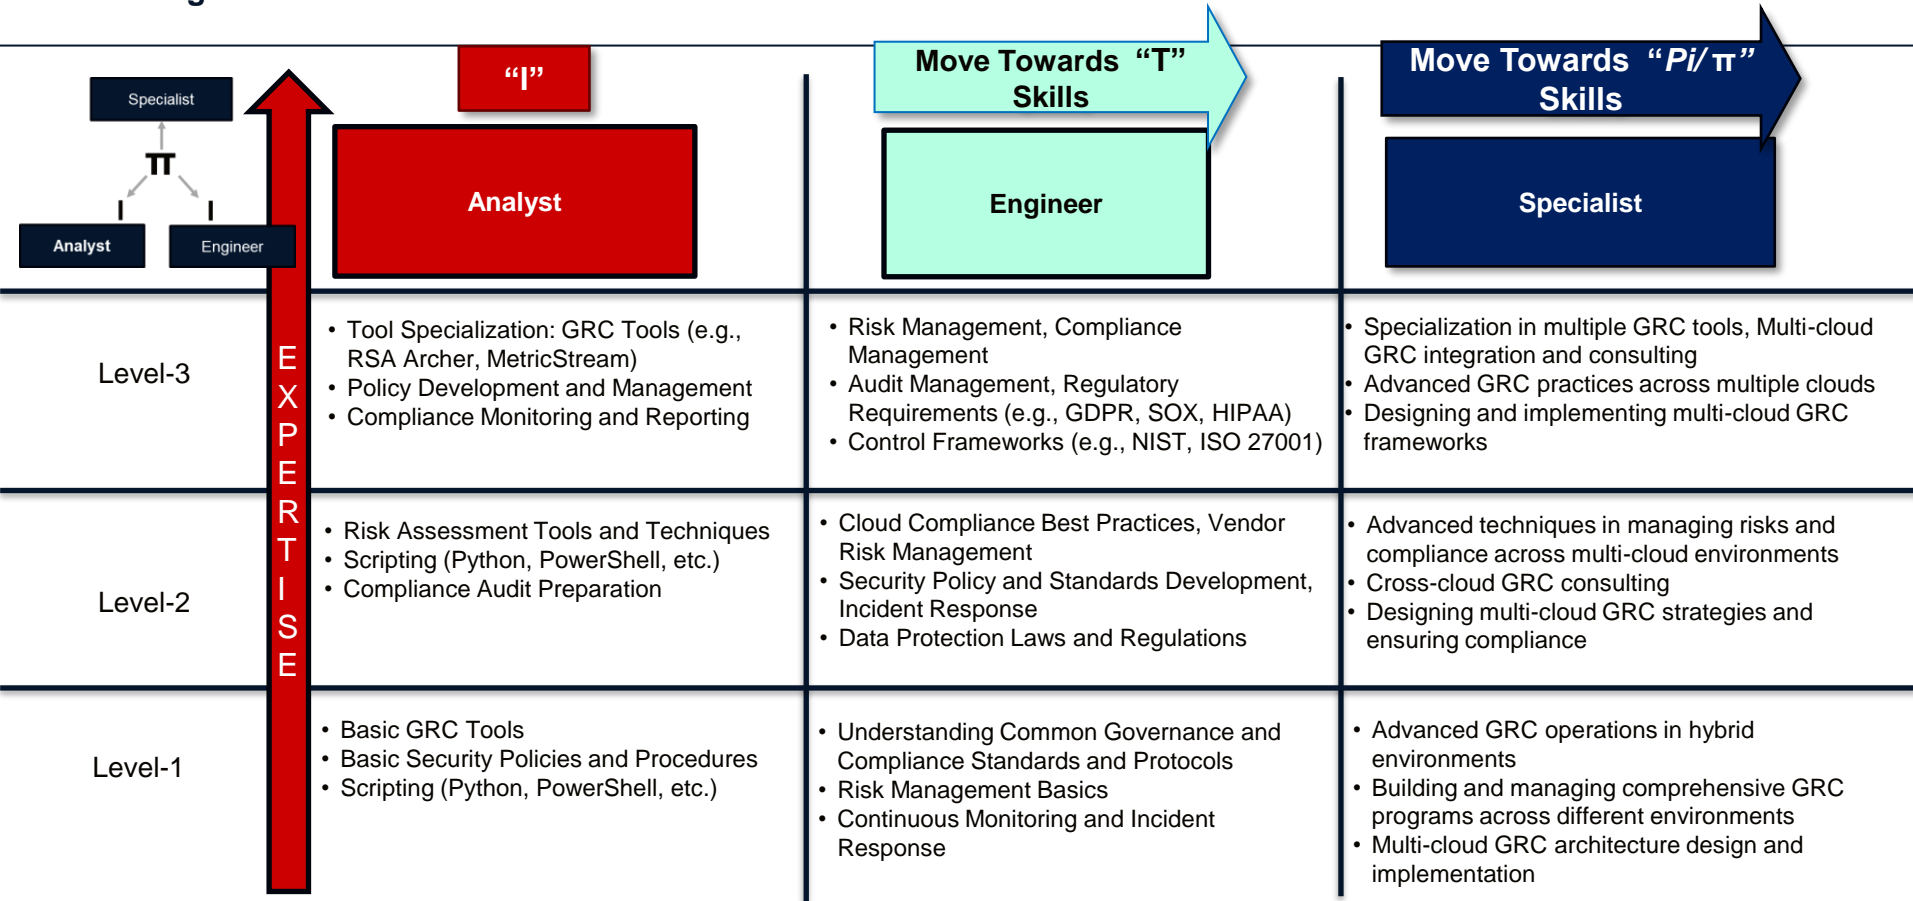 g
“I”
Move Towards “T”
Skills
Move Towards “Pi/π”
Skills
Specialist
π
I
I
Analyst
Engineer
Analyst
Engineer
Specialist
EXPERTISE
Level-3
• Tool Specialization: GRC Tools (e.g.,
RSA Archer, MetricStream)
• Policy Development and Management
• Compliance Monitoring and Reporting
• Risk Management, Compliance
Management
• Audit Management, Regulatory
Requirements (e.g., GDPR, SOX, HIPAA)
• Control Frameworks (e.g., NIST, ISO 27001)
• Specialization in multiple GRC tools, Multi-cloud
GRC integration and consulting
• Advanced GRC practices across multiple clouds
• Designing and implementing multi-cloud GRC
frameworks
Level-2
• Risk Assessment Tools and Techniques
• Scripting (Python, PowerShell, etc.)
• Compliance Audit Preparation
• Cloud Compliance Best Practices, Vendor
Risk Management
• Security Policy and Standards Development,
Incident Response
• Data Protection Laws and Regulations
• Advanced techniques in managing risks and
compliance across multi-cloud environments
• Cross-cloud GRC consulting
• Designing multi-cloud GRC strategies and
ensuring compliance
Level-1
• Basic GRC Tools
• Basic Security Policies and Procedures
• Scripting (Python, PowerShell, etc.)
• Understanding Common Governance and
Compliance Standards and Protocols
• Risk Management Basics
• Continuous Monitoring and Incident
Response
• Advanced GRC operations in hybrid
environments
• Building and managing comprehensive GRC
programs across different environments
• Multi-cloud GRC architecture design and
implementation